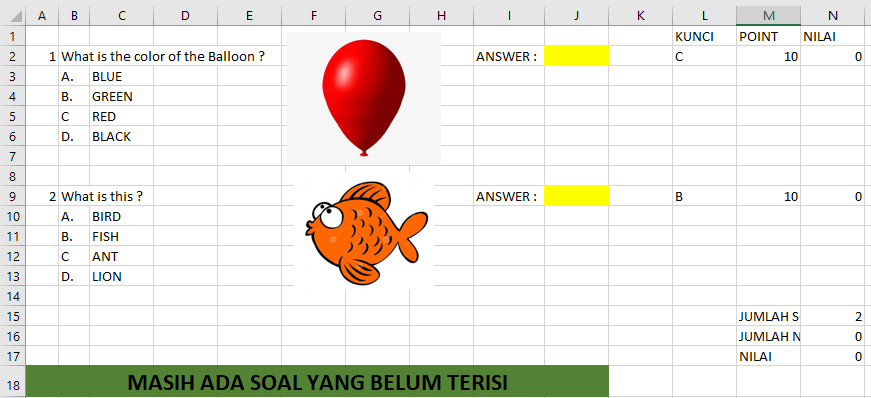 A B C D E F G H I J K L M N
1 KUNCI POINT NILAI
2 1 What is the color of the Balloon ? ANSWER : C 10 0
3 A. BLUE
4 B. GREEN
5 C RED
6 D. BLACK
7
8
9 2 What is this ? ANSWER : B 10 0
10 A. BIRD
11 B. FISH
12 C ANT
13 D. LION
14
15 JUMLAH S 2
16 JUMLAH N 0
17 NILAI 0
18 MASIH ADA SOAL YANG BELUM TERISI